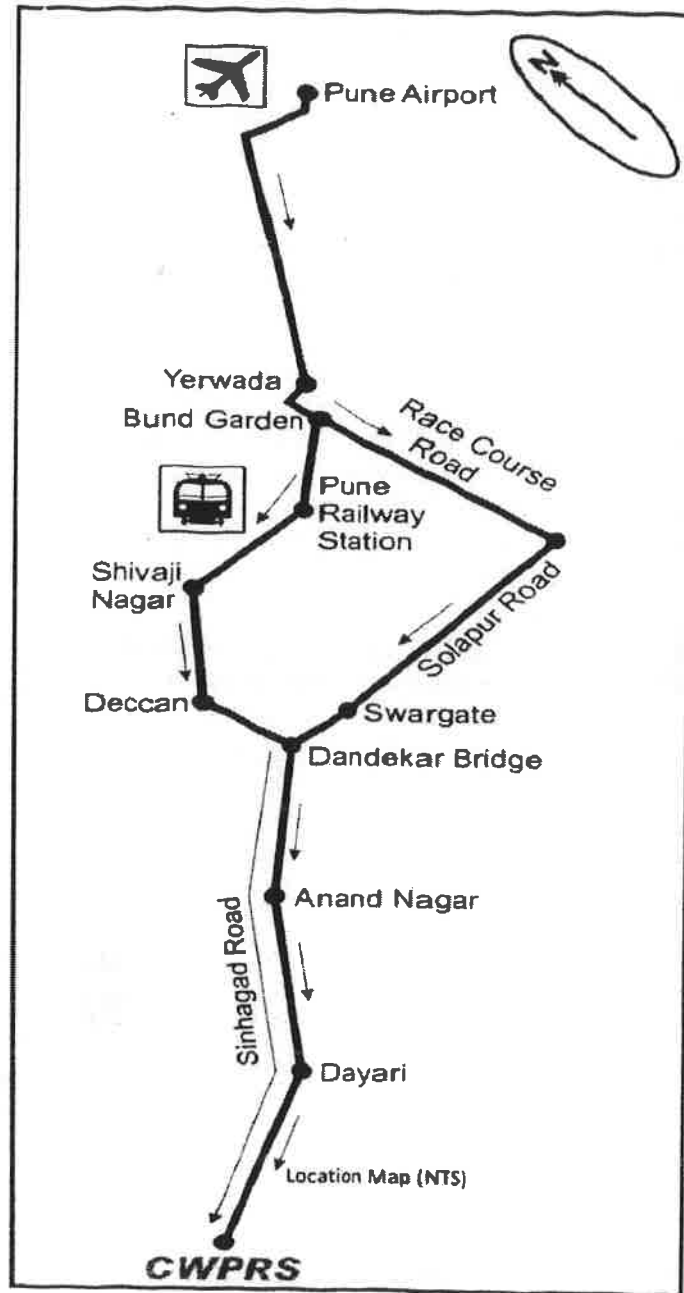 Pune Airport
N
Yerwada
Bund Garden
Race Course
Road
Pune
Railway
Station
Shivaji
Nagar
Solapur Road
Deccan
Swargate
Dandekar Bridge
Anand Nagar
Sinhagad Road
Dayari
Location Map (NTS)
CWPRS